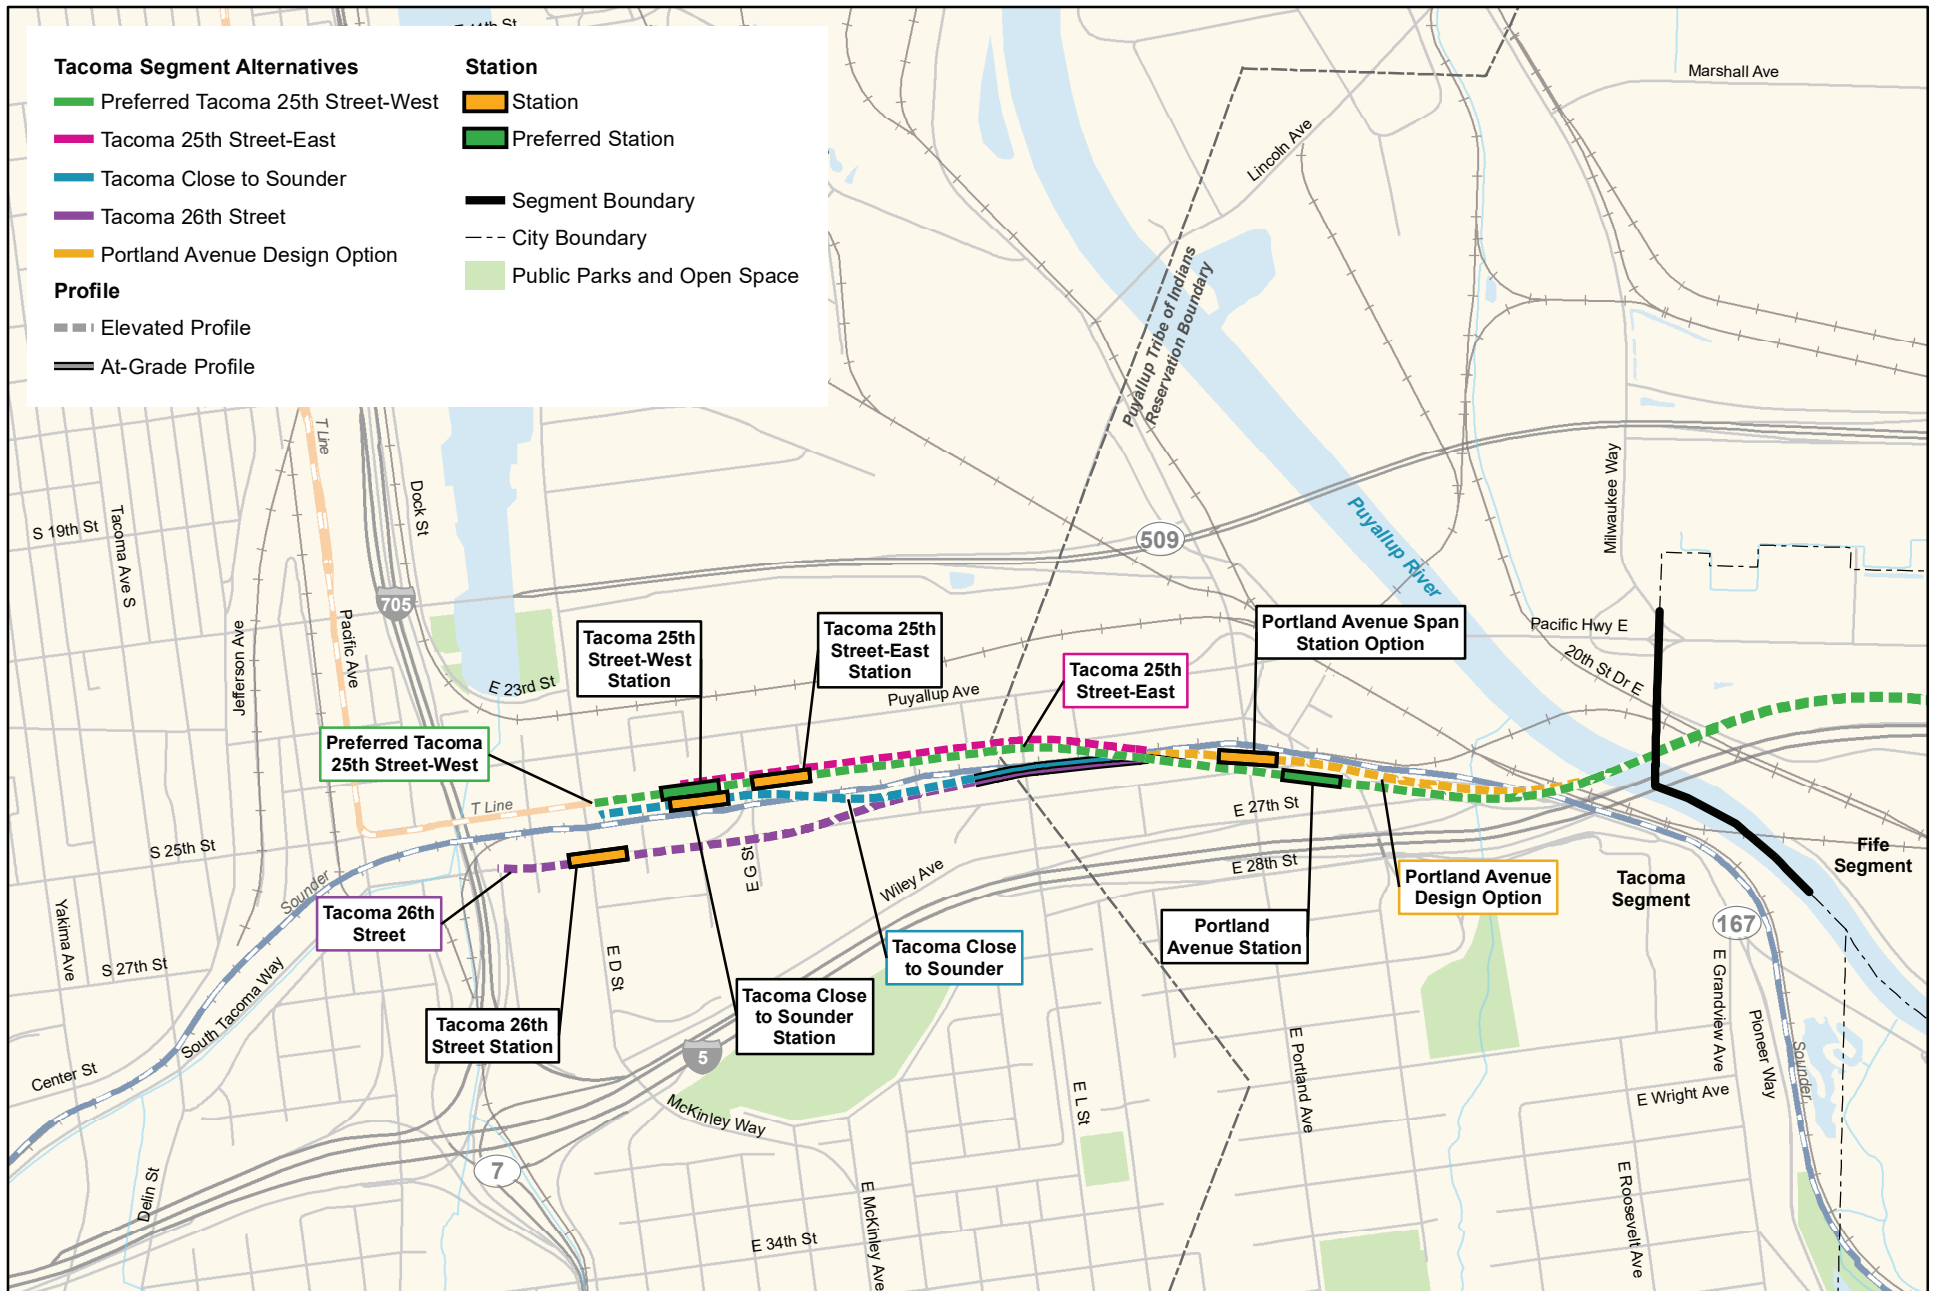 Tacoma Segment Alternatives
Preferred Tacoma 25th Street-West
Tacoma 25th Street-East
Tacoma Close to Sounder
Tacoma 26th Street
Portland Avenue Design Option
Profile
Elevated Profile
At-Grade Profile
Station
Station
Preferred Station
Segment Boundary
City Boundary
Public Parks and Open Space
Marshall Ave
Lincoln Ave
Puyallup Tribe of Indians
Reservation Boundary
T Line
Dock St
S 19th St
Tacoma Ave S
Jefferson Ave
Pacific Ave
705
509
Milwaukee Way
Puyallup River
Pacific Hwy E
20th St Dr E
E 23rd St
Puyallup Ave
Tacoma 25th
Street-West
Station
Tacoma 25th
Street-East
Station
Tacoma 25th
Street-East
Portland Avenue Span
Station Option
Preferred Tacoma
25th Street-West
T Line
S 25th St
Sounder
E G St
Wiley Ave
E 27th St
E 28th St
Fife
Segment
Tacoma
Segment
Portland Avenue
Design Option
Portland
Avenue Station
Tacoma 26th
Street
Tacoma Close
to Sounder
Yakima Ave
S 27th St
South Tacoma Way
E D St
Tacoma 26th
Street Station
Tacoma Close
to Sounder
Station
167
E Grandview Ave
Pioneer Way
Sounder
Center St
5
McKinley Way
E L St
E Portland Ave
E Wright Ave
7
Delin St
E McKinley Ave
E 34th St
E Roosevelt Ave